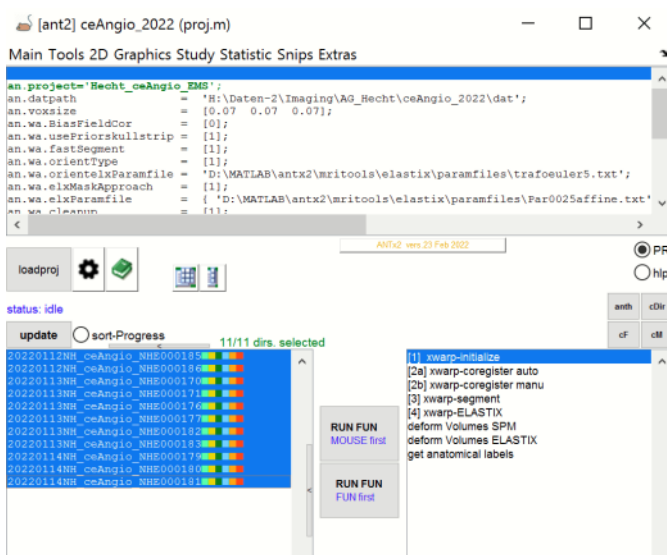 [ant2] ceAngio_2022 (proj.m)
Main Tools 2D Graphics Study Statistic Snips Extras
an.project='Hecht_ceAngio_EMS';
an.datpath = 'H:\Daten-2\Imaging\AG_Hecht\ceAngio_2022\dat';
an.voxsize = [0.07 0.07 0.07];
an.wa.BiasFieldCor = [0];
an.wa.usePriorskullstrip = [1];
an.wa.fastSegment = [1];
an.wa.orientType = [1];
an.wa.orientelxParamfile = 'D:\MATLAB\antx2\mritools\elastix\paramfiles\trafoeuler5.txt';
an.wa.elxMaskApproach = [1];
an.wa.elxParamfile = { 'D:\MATLAB\antx2\mritools\elastix\paramfiles\Par0025affine.txt'
an.wa.cleanup = [1];
ANTx2 vers.23 Feb 2022
PR
loadproj
hlp
status: idle
anth cDir
update sort-Progress 11/11 dirs. selected
cF cM
20220112NH_ceAngio_NHE000185
20220112NH_ceAngio_NHE000186
20220113NH_ceAngio_NHE000170
20220113NH_ceAngio_NHE000171
20220113NH_ceAngio_NHE000176
20220113NH_ceAngio_NHE000177
20220113NH_ceAngio_NHE000182
20220113NH_ceAngio_NHE000183
20220114NH_ceAngio_NHE000179
20220114NH_ceAngio_NHE000180
20220114NH_ceAngio_NHE000181
RUN FUN
MOUSE first
RUN FUN
FUN first
[1] xwarp-initialize
[2a] xwarp-coregister auto
[2b] xwarp-coregister manu
[3] xwarp-segment
[4] xwarp-ELASTIX
deform Volumes SPM
deform Volumes ELASTIX
get anatomical labels